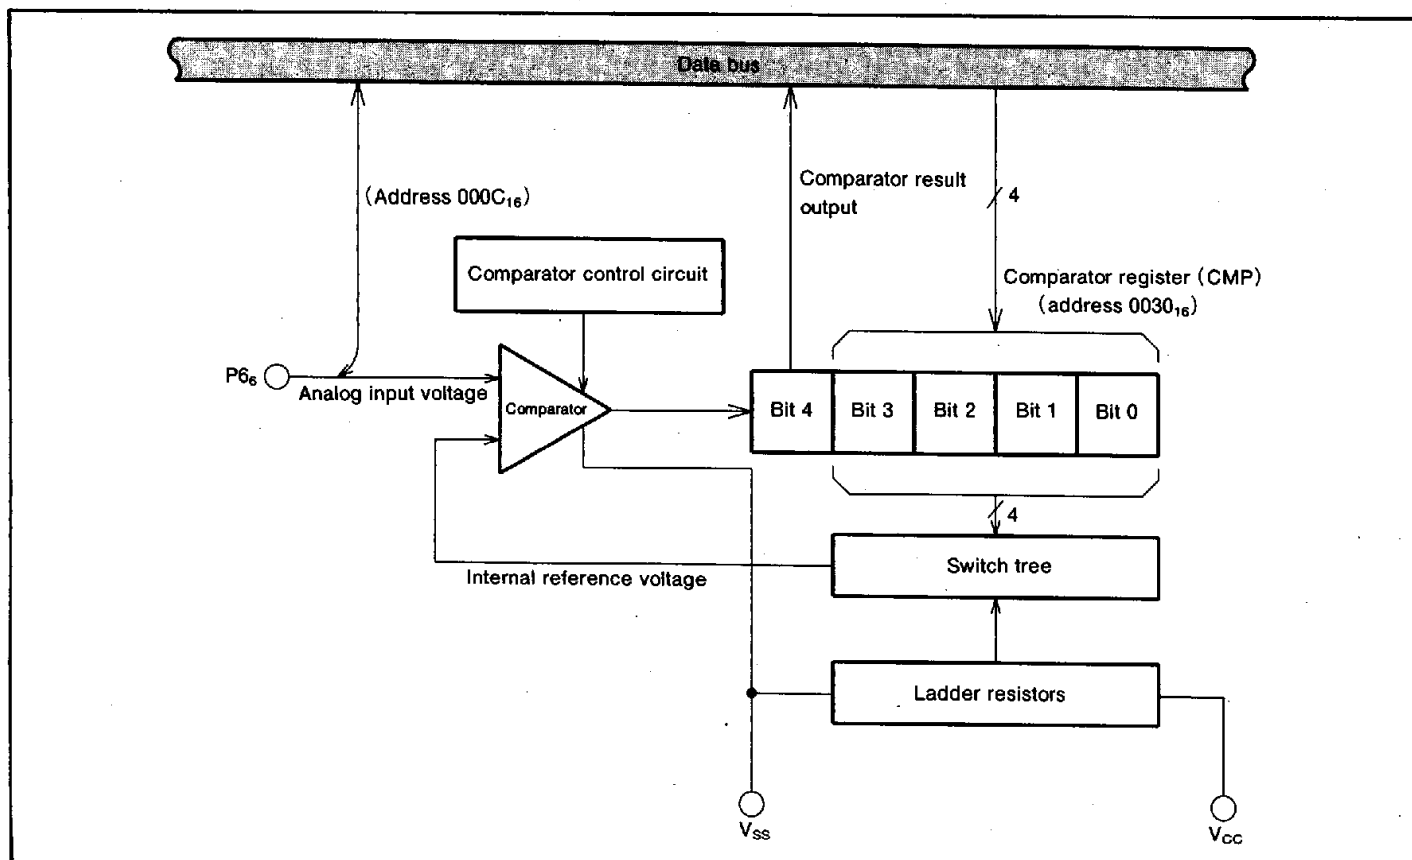 Data bus
(Address 000C₁₆)
Comparator result
output
4
Comparator control circuit
Comparator register (CMP)
(address 0030₁₆)
P6₆
Analog input voltage
Comparator
Bit 4
Bit 3
Bit 2
Bit 1
Bit 0
4
Internal reference voltage
Switch tree
Ladder resistors
V_SS
V_CC